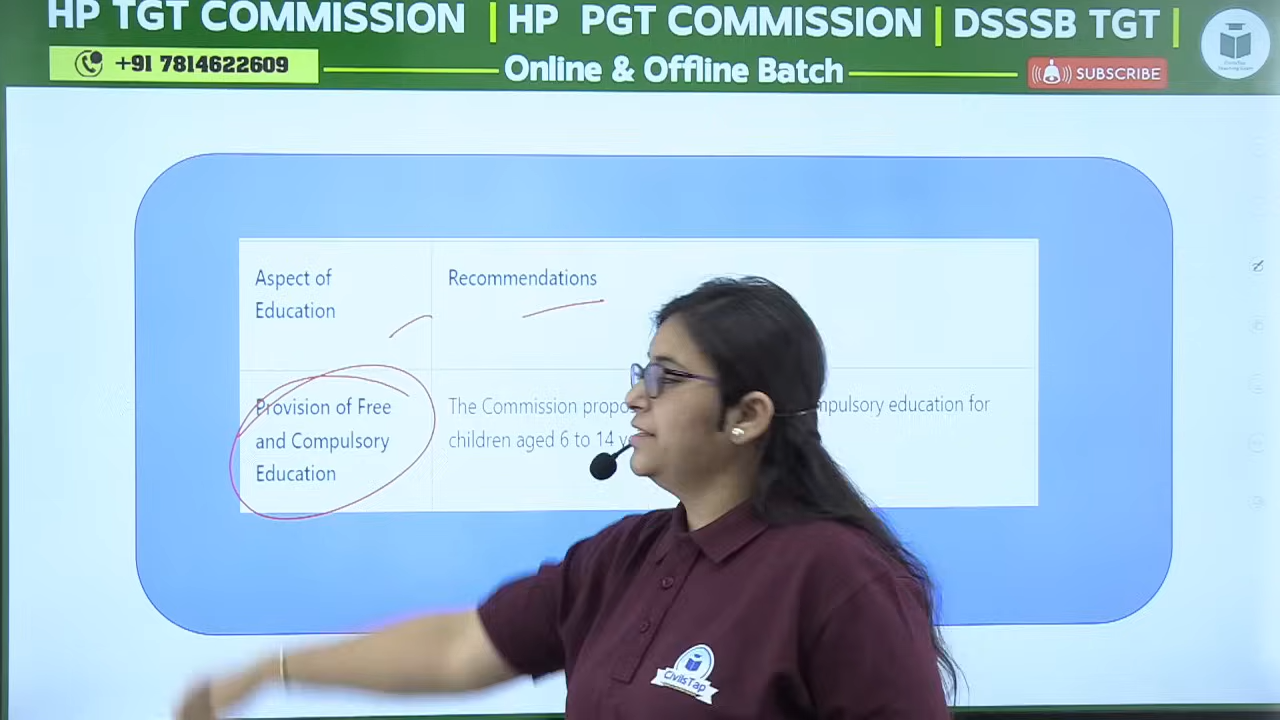 HP TGT COMMISSION | HP PGT COMMISSION | DSSSB TGT |
+91 7814622609
Online & Offline Batch
SUBSCRIBE
Aspect of
Education
Recommendations
Provision of Free
and Compulsory
Education
The Commission
mpulsory education for
children aged 6 to 14
CivilsTap